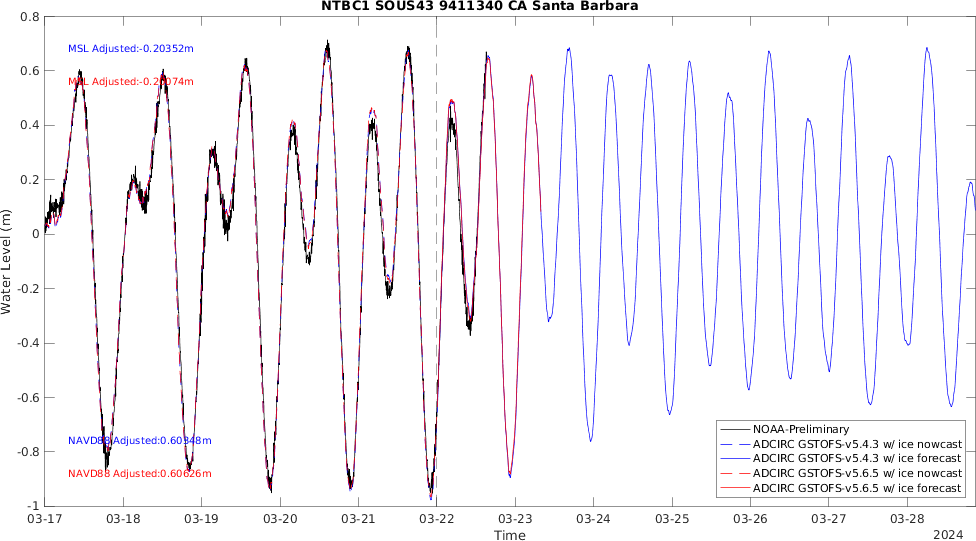 NTBC1 SOUS43 9411340 CA Santa Barbara
0.8
0.6
0.4
0.2
0
-0.2
-0.4
-0.6
-0.8
-1
Water Level (m)
MSL Adjusted:-0.20352m
MSL Adjusted:-0.20074m
NAVD88 Adjusted:0.60348m
NAVD88 Adjusted:0.60626m
NOAA-Preliminary
ADCIRC GSTOFS-v5.4.3 w/ ice nowcast
ADCIRC GSTOFS-v5.4.3 w/ ice forecast
ADCIRC GSTOFS-v5.6.5 w/ ice nowcast
ADCIRC GSTOFS-v5.6.5 w/ ice forecast
03-17 03-18 03-19 03-20 03-21 03-22 03-23 03-24 03-25 03-26 03-27 03-28
Time
2024